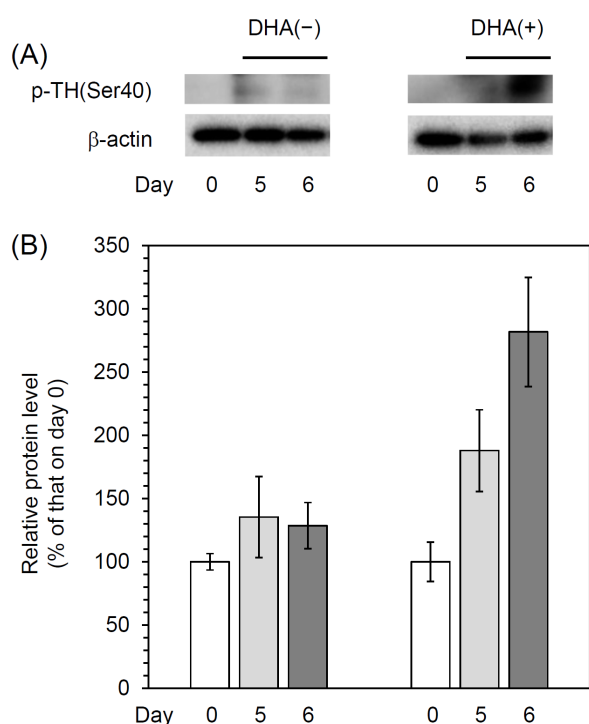 DHA(−) DHA(+)
(A)
p-TH(Ser40)
β-actin
Day 0 5 6 0 5 6
(B)
350
300
250
200
150
100
50
0
Relative protein level
(% of that on day 0)
Day 0 5 6 0 5 6